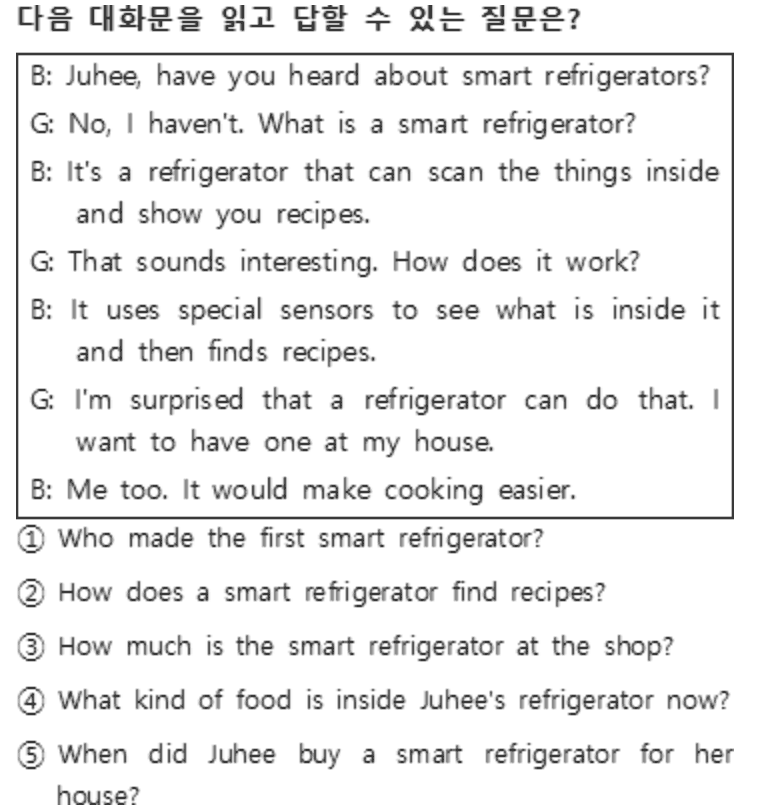 다음 대화문을 읽고 답할 수 있는 질문은?
B: Juhee, have you heard about smart refrigerators?
G: No, I haven't. What is a smart refrigerator?
B: It's a refrigerator that can scan the things inside
and show you recipes.
G: That sounds interesting. How does it work?
B: It uses special sensors to see what is inside it
and then finds recipes.
G: I'm surprised that a refrigerator can do that. I
want to have one at my house.
B: Me too. It would make cooking easier.
① Who made the first smart refrigerator?
② How does a smart refrigerator find recipes?
③ How much is the smart refrigerator at the shop?
④ What kind of food is inside Juhee's refrigerator now?
⑤ When did Juhee buy a smart refrigerator for her
house?